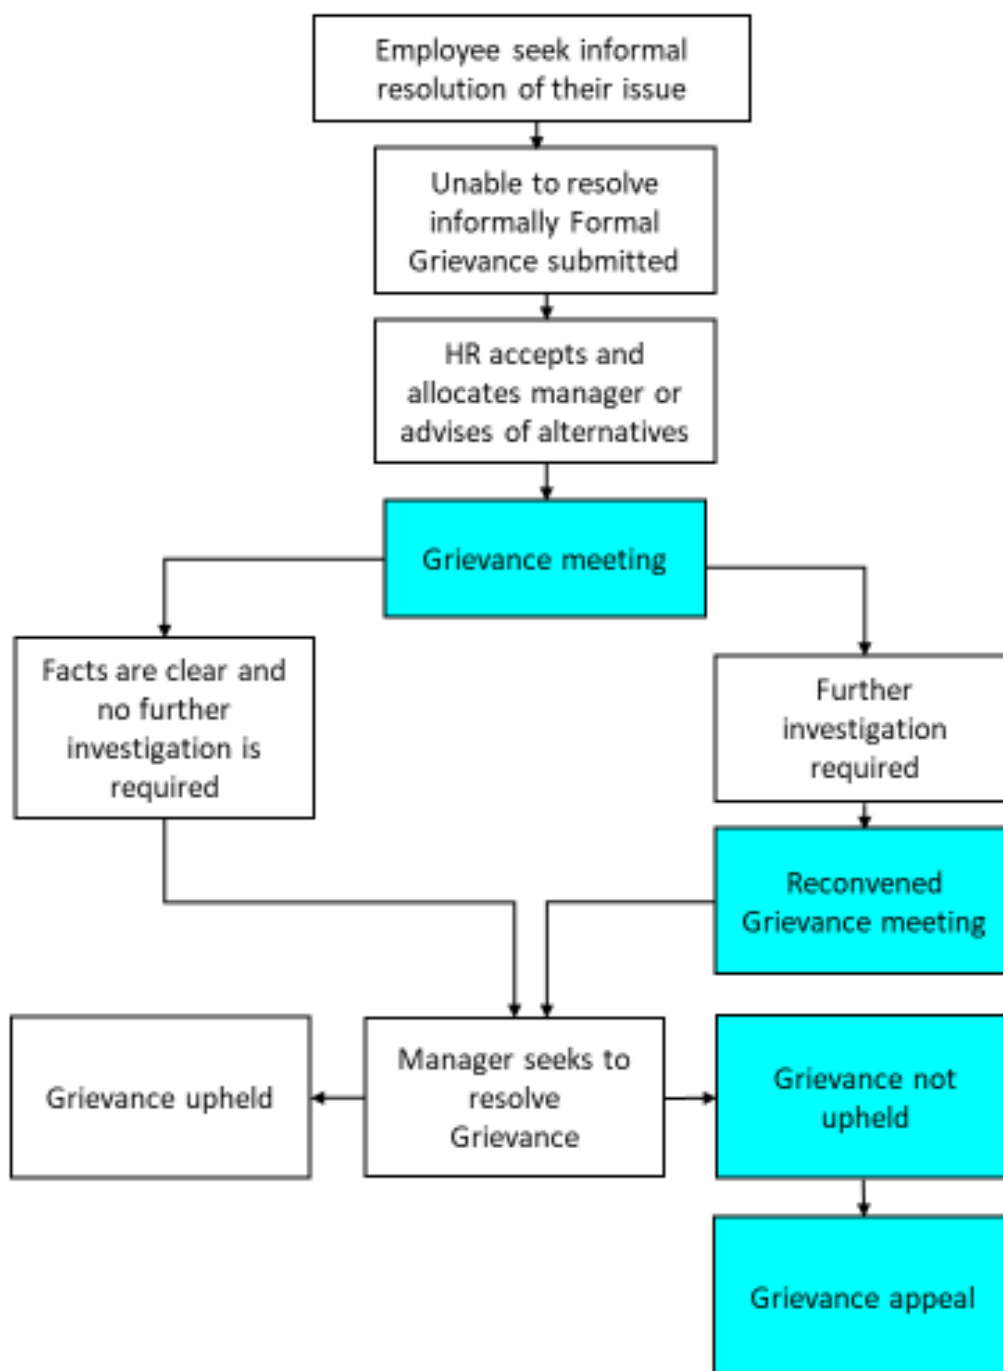 Employee seek informal
resolution of their issue
Unable to resolve
informally Formal
Grievance submitted
HR accepts and
allocates manager or
advises of alternatives
Grievance meeting
Facts are clear and
no further
investigation is
required
Further
investigation
required
Reconvened
Grievance meeting
Grievance upheld
Manager seeks to
resolve
Grievance
Grievance not
upheld
Grievance appeal